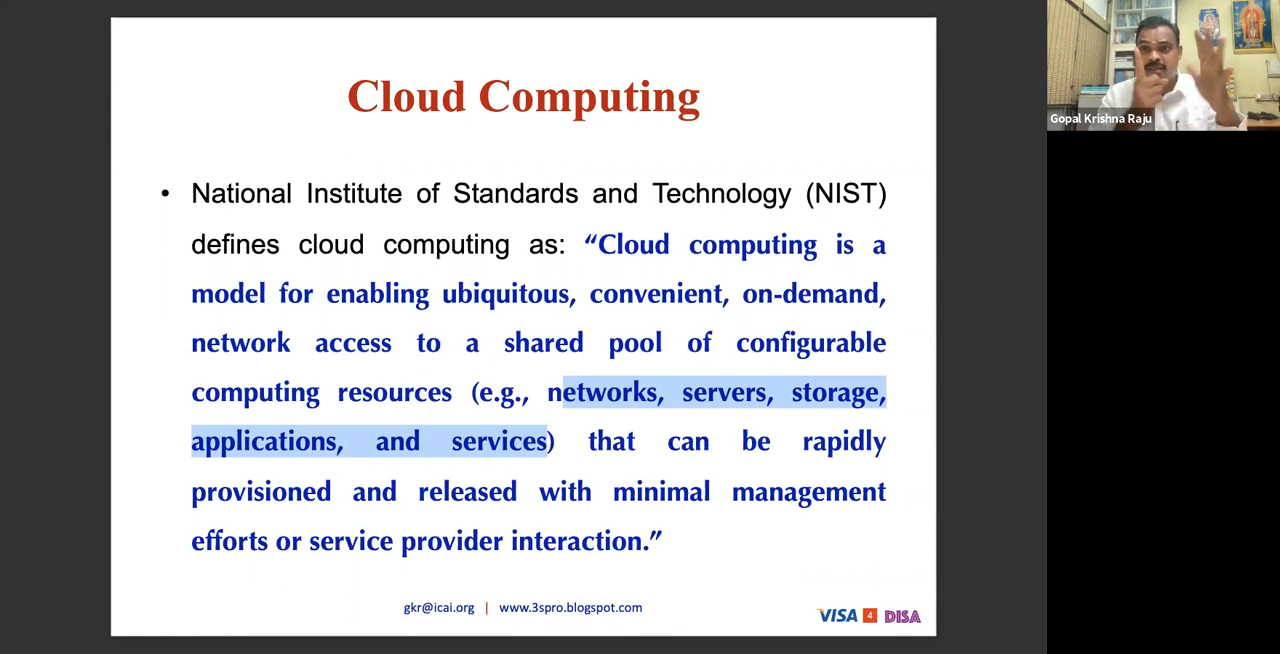 Cloud Computing
• National Institute of Standards and Technology (NIST)
defines cloud computing as: “Cloud computing is a
model for enabling ubiquitous, convenient, on-demand,
network access to a shared pool of configurable
computing resources (e.g., networks, servers, storage,
applications, and services) that can be rapidly
provisioned and released with minimal management
efforts or service provider interaction.”
gkr@icai.org | www.3spro.blogspot.com
VISA 4 DISA
Gopal Krishna Raju